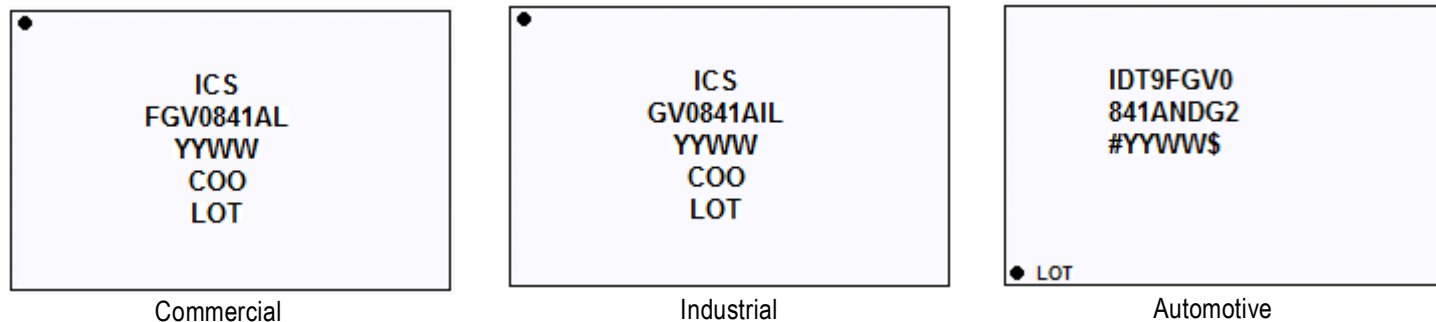 ICS
FGV0841AL
YYWW
COO
LOT
Commercial
ICS
GV0841AIL
YYWW
COO
LOT
Industrial
IDT9FGV0
841ANDG2
#YYWW$
LOT
Automotive